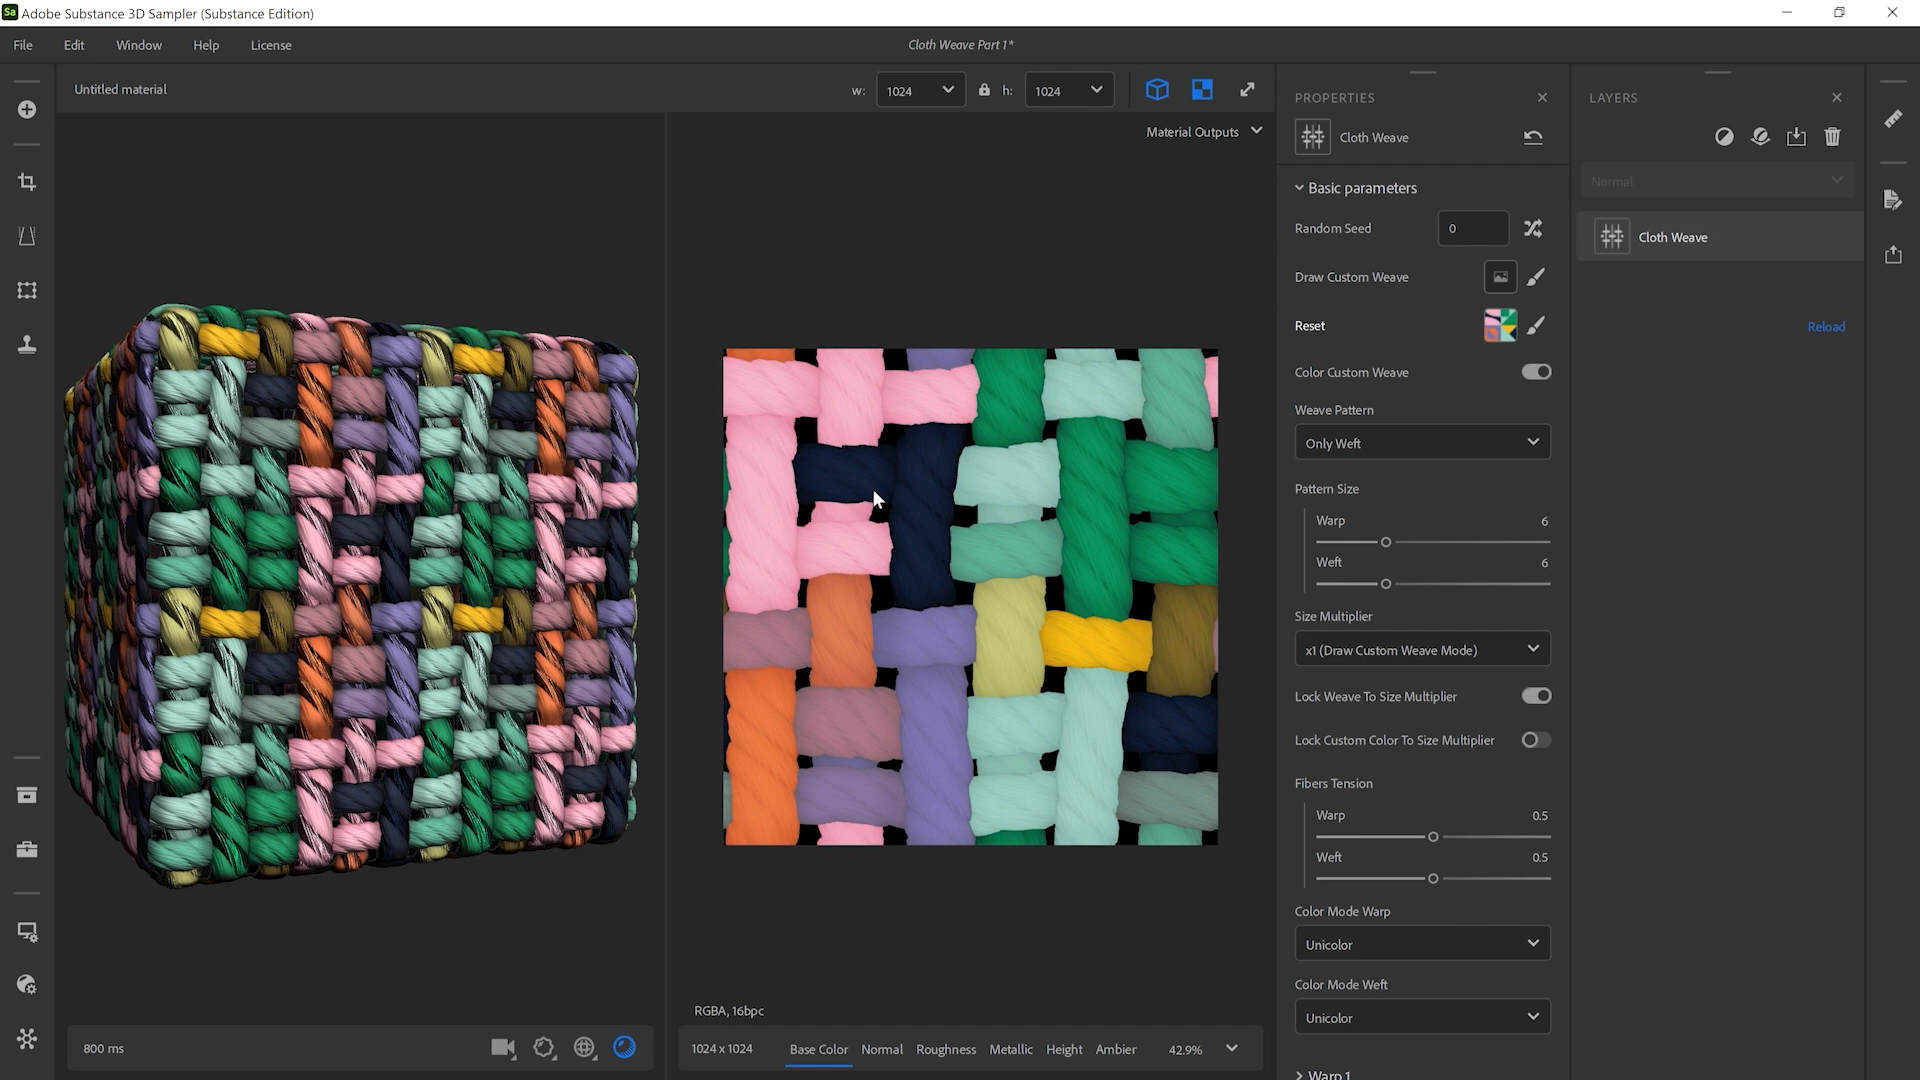 Sa Adobe Substance 3D Sampler (Substance Edition)
File Edit Window Help License
Cloth Weave Part 1*
Untitled material
w: 1024 h: 1024
Material Outputs
RGBA, 16bpc
800 ms
1024 x 1024 Base Color Normal Roughness Metallic Height Ambier 42.9%
PROPERTIES
Cloth Weave
Basic parameters
Random Seed 0
Draw Custom Weave
Reset
Color Custom Weave
Weave Pattern
Only Weft
Pattern Size
Warp 6
Weft 6
Size Multiplier
x1 (Draw Custom Weave Mode)
Lock Weave To Size Multiplier
Lock Custom Color To Size Multiplier
Fibers Tension
Warp 0.5
Weft 0.5
Color Mode Warp
Unicolor
Color Mode Weft
Unicolor
Warp 1
LAYERS
Normal
Cloth Weave
Reload